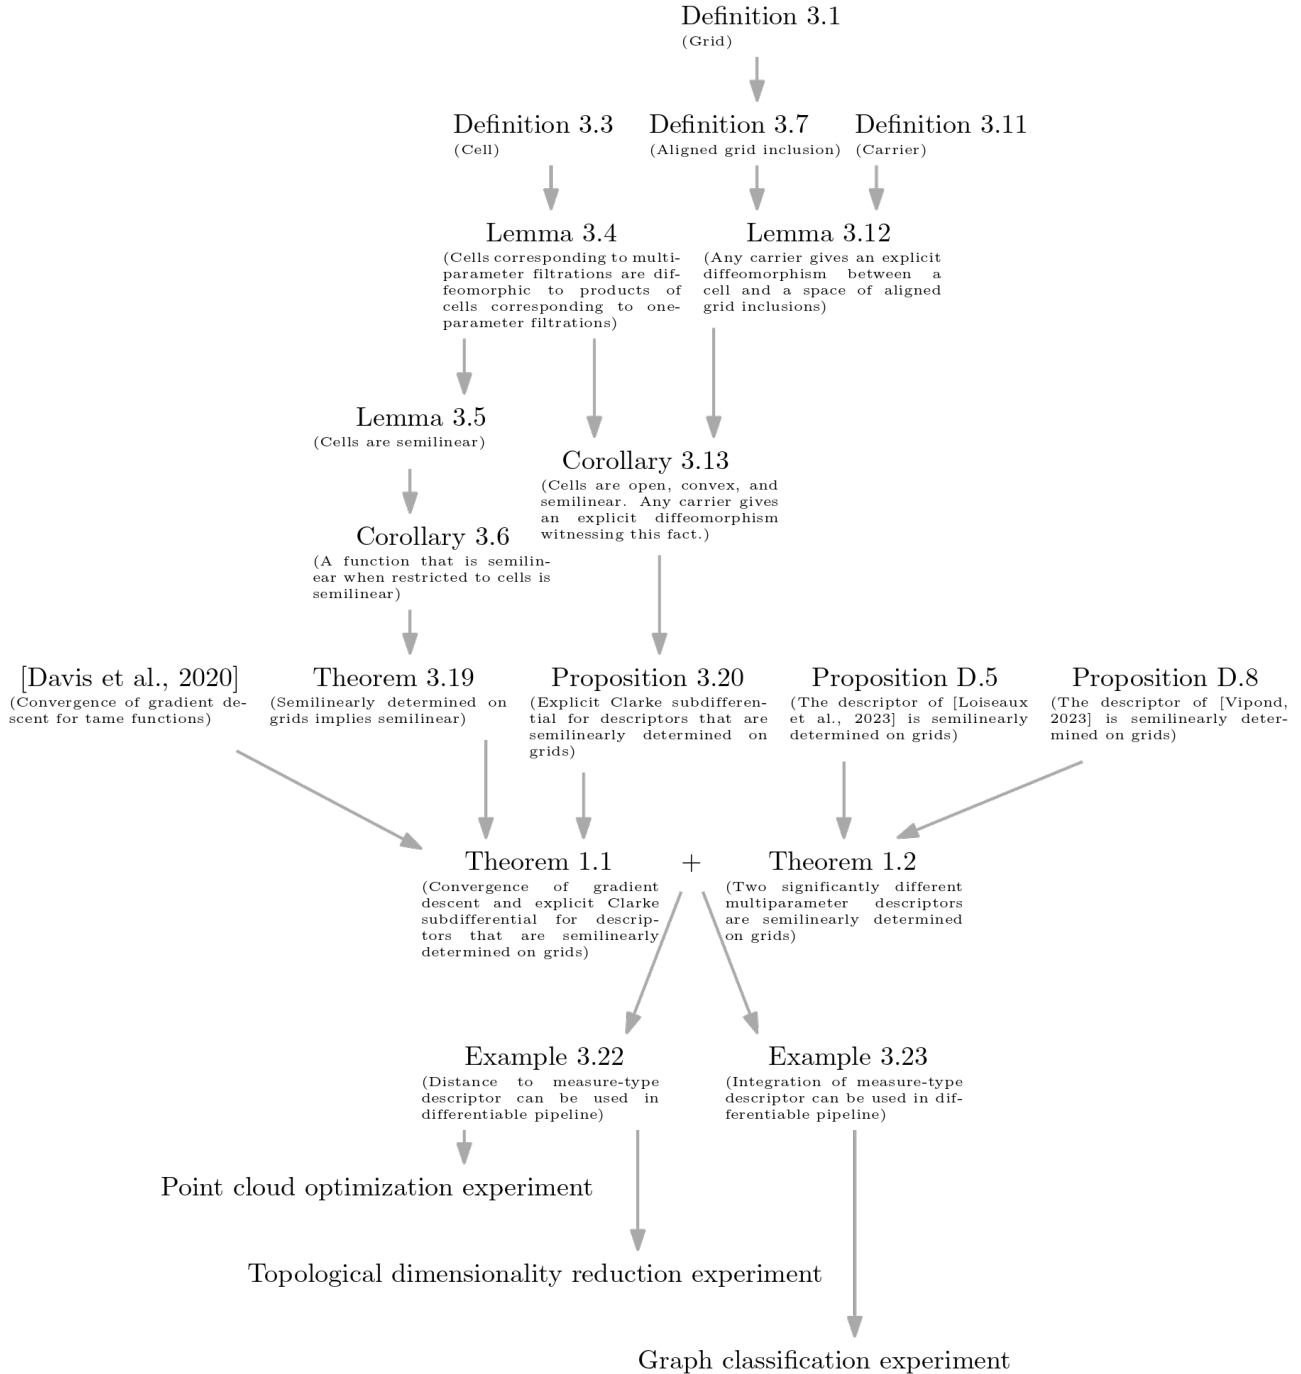 Definition 3.1
(Grid)
Definition 3.3
(Cell)
Definition 3.7
(Aligned grid inclusion)
Definition 3.11
(Carrier)
Lemma 3.4
(Cells corresponding to multi-
parameter filtrations are dif-
feomorphic to products of
cells corresponding to one-
parameter filtrations)
Lemma 3.12
(Any carrier gives an explicit
diffeomorphism between a
cell and a space of aligned
grid inclusions)
Lemma 3.5
(Cells are semilinear)
Corollary 3.13
(Cells are open, convex, and
semilinear. Any carrier gives
an explicit diffeomorphism
witnessing this fact.)
Corollary 3.6
(A function that is semilin-
ear when restricted to cells is
semilinear)
[Davis et al., 2020]
(Convergence of gradient de-
scent for tame functions)
Theorem 3.19
(Semilinearly determined on
grids implies semilinear)
Proposition 3.20
(Explicit Clarke subdifferen-
tial for descriptors that are
semilinearly determined on
grids)
Proposition D.5
(The descriptor of [Loiseaux
et al., 2023] is semilinearly
determined on grids)
Proposition D.8
(The descriptor of [Vipond,
2023] is semilinearly deter-
mined on grids)
Theorem 1.1
(Convergence of gradient
descent and explicit Clarke
subdifferential for descrip-
tors that are semilinearly
determined on grids)
+
Theorem 1.2
(Two significantly different
multiparameter descriptors
are semilinearly determined
on grids)
Example 3.22
(Distance to measure-type
descriptor can be used in
differentiable pipeline)
Example 3.23
(Integration of measure-type
descriptor can be used in dif-
ferentiable pipeline)
Point cloud optimization experiment
Topological dimensionality reduction experiment
Graph classification experiment